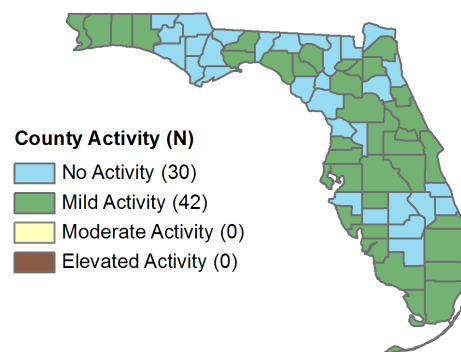 County Activity (N)
No Activity (30)
Mild Activity (42)
Moderate Activity (0)
Elevated Activity (0)